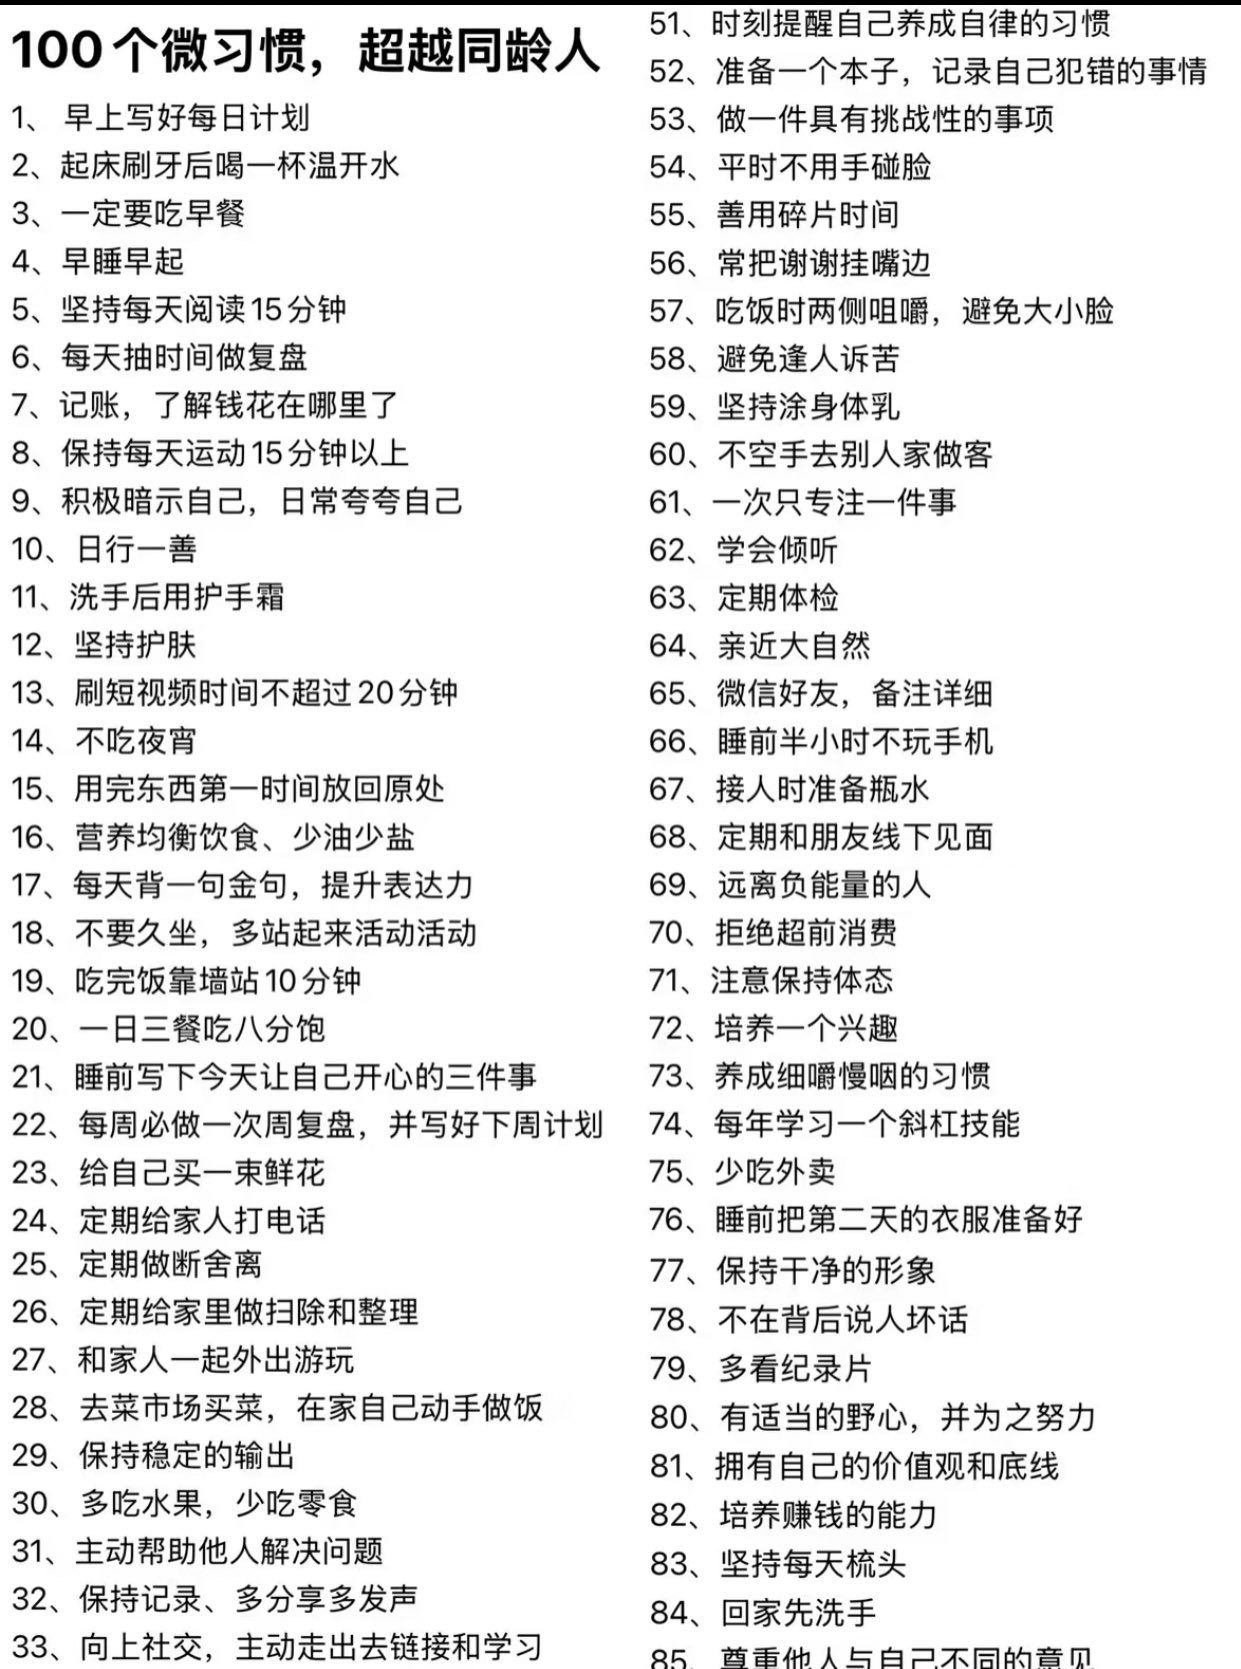 100个微习惯，超越同龄人
1、 早上写好每日计划
2、起床刷牙后喝一杯温开水
3、一定要吃早餐
4、早睡早起
5、坚持每天阅读15分钟
6、每天抽时间做复盘
7、记账，了解钱花在哪里了
8、保持每天运动15分钟以上
9、积极暗示自己，日常夸夸自己
10、日行一善
11、洗手后用护手霜
12、坚持护肤
13、刷短视频时间不超过20分钟
14、不吃夜宵
15、用完东西第一时间放回原处
16、营养均衡饮食、少油少盐
17、每天背一句金句，提升表达力
18、不要久坐，多站起来活动活动
19、吃完饭靠墙站10分钟
20、一日三餐吃八分饱
21、睡前写下今天让自己开心的三件事
22、每周必做一次周复盘，并写好下周计划
23、给自己买一束鲜花
24、定期给家人打电话
25、定期做断舍离
26、定期给家里做扫除和整理
27、和家人一起外出游玩
28、去菜市场买菜，在家自己动手做饭
29、保持稳定的输出
30、多吃水果，少吃零食
31、主动帮助他人解决问题
32、保持记录、多分享多发声
33、向上社交，主动走出去链接和学习
51、时刻提醒自己养成自律的习惯
52、准备一个本子，记录自己犯错的事情
53、做一件具有挑战性的事项
54、平时不用手碰脸
55、善用碎片时间
56、常把谢谢挂嘴边
57、吃饭时两侧咀嚼，避免大小脸
58、避免逢人诉苦
59、坚持涂身体乳
60、不空手去别人家做客
61、一次只专注一件事
62、学会倾听
63、定期体检
64、亲近大自然
65、微信好友，备注详细
66、睡前半小时不玩手机
67、接人时准备瓶水
68、定期和朋友线下见面
69、远离负能量的人
70、拒绝超前消费
71、注意保持体态
72、培养一个兴趣
73、养成细嚼慢咽的习惯
74、每年学习一个斜杠技能
75、少吃外卖
76、睡前把第二天的衣服准备好
77、保持干净的形象
78、不在背后说人坏话
79、多看纪录片
80、有适当的野心，并为之努力
81、拥有自己的价值观和底线
82、培养赚钱的能力
83、坚持每天梳头
84、回家先洗手
85、尊重他人与自己不同的意见